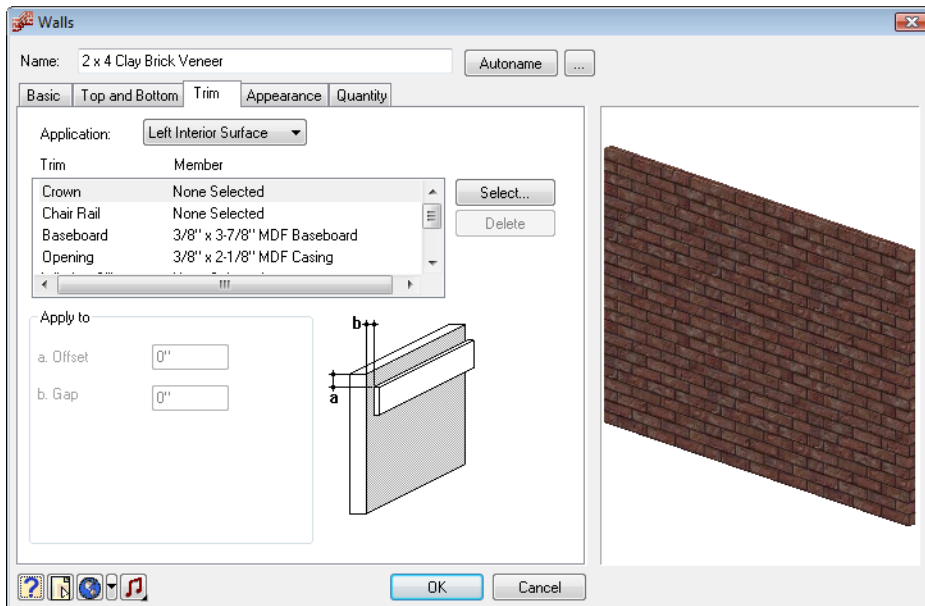 Walls
Name: 2 x 4 Clay Brick Veneer Autoname ...
Basic Top and Bottom Trim Appearance Quantity
Application: Left Interior Surface
Trim Member
Crown None Selected
Chair Rail None Selected
Baseboard 3/8" x 3-7/8" MDF Baseboard
Opening 3/8" x 2-1/8" MDF Casing
Select...
Delete
Apply to
a. Offset 0"
b. Gap 0"
b
a
OK Cancel